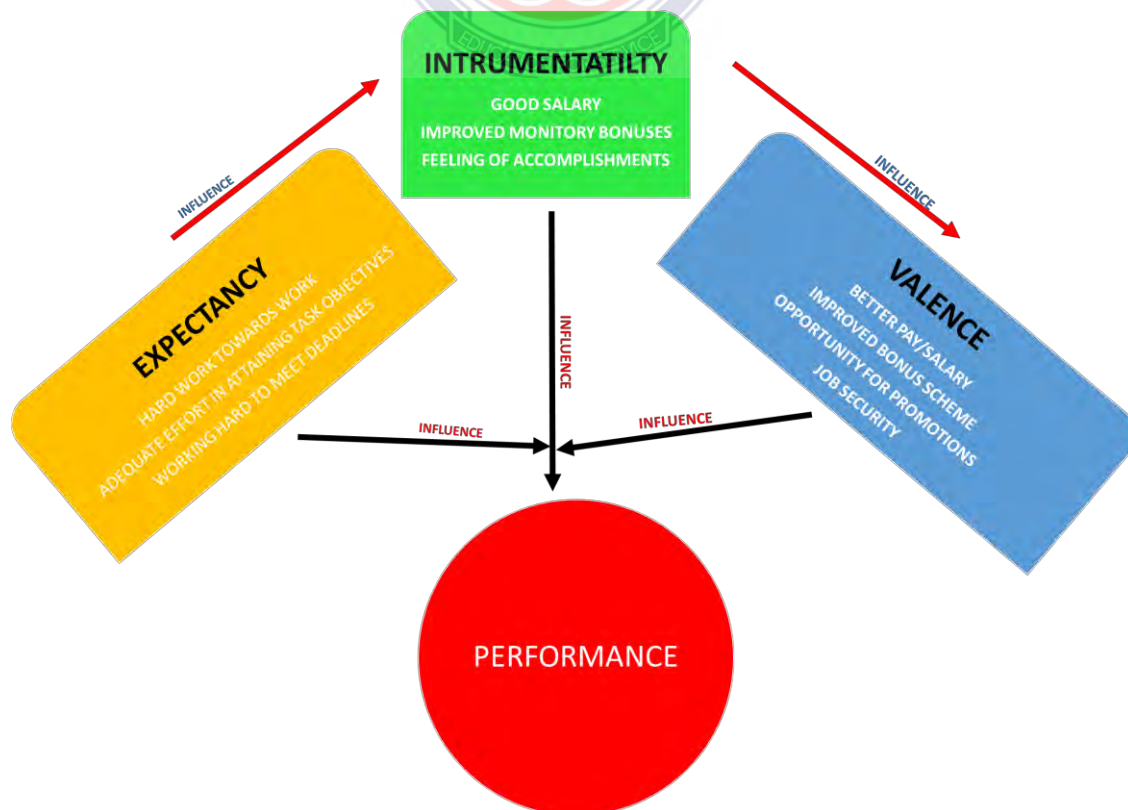 INTRUMENTATILTY
GOOD SALARY
IMPROVED MONITORY BONUSES
FEELING OF ACCOMPLISHMENTS
INFLUENCE
INFLUENCE
EXPECTANCY
HARD WORK TOWARDS WORK
ADEQUATE EFFORT IN ATTAINING TASK OBJECTIVES
WORKING HARD TO MEET DEADLINES
VALENCE
BETTER PAY/SALARY
IMPROVED BONUS SCHEME
OPPORTUNITY FOR PROMOTIONS
JOB SECURITY
INFLUENCE
INFLUENCE
INFLUENCE
PERFORMANCE